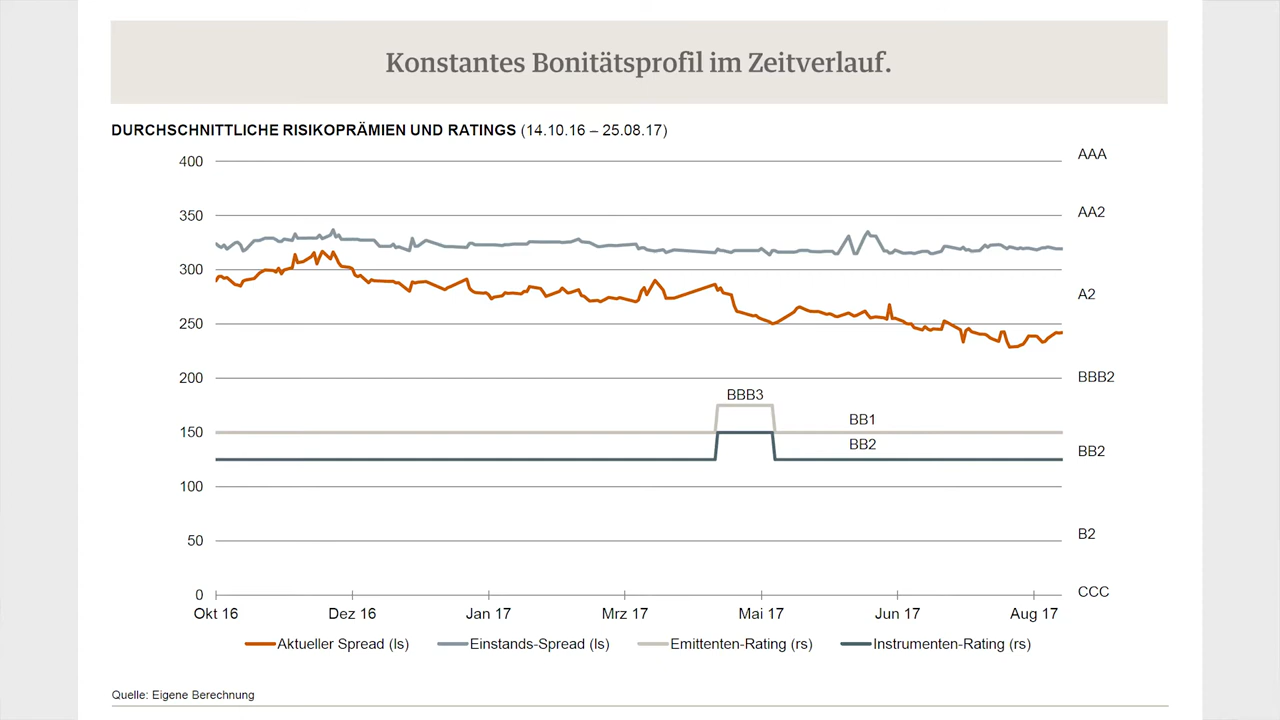 Konstantes Bonitätsprofil im Zeitverlauf.
DURCHSCHNITTLICHE RISIKOPRÄMIEN UND RATINGS (14.10.16 – 25.08.17)
400
350
300
250
200
150
100
50
0
AAA
AA2
A2
BBB2
BB2
B2
CCC
BBB3
BB1
BB2
Okt 16 Dez 16 Jan 17 Mrz 17 Mai 17 Jun 17 Aug 17
Aktueller Spread (ls) Einstands-Spread (ls) Emittenten-Rating (rs) Instrumenten-Rating (rs)
Quelle: Eigene Berechnung